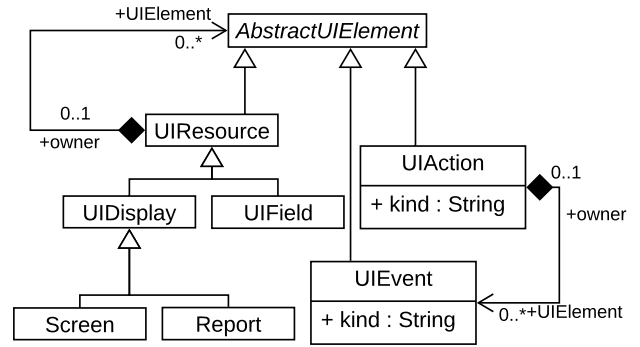 +UIElement
AbstractUIElement
0..*
0..1
UIResource
+owner
UIAction
0..1
+ kind : String
+owner
UIDisplay
UIField
UIEvent
+ kind : String
0..*
+UIElement
Screen
Report